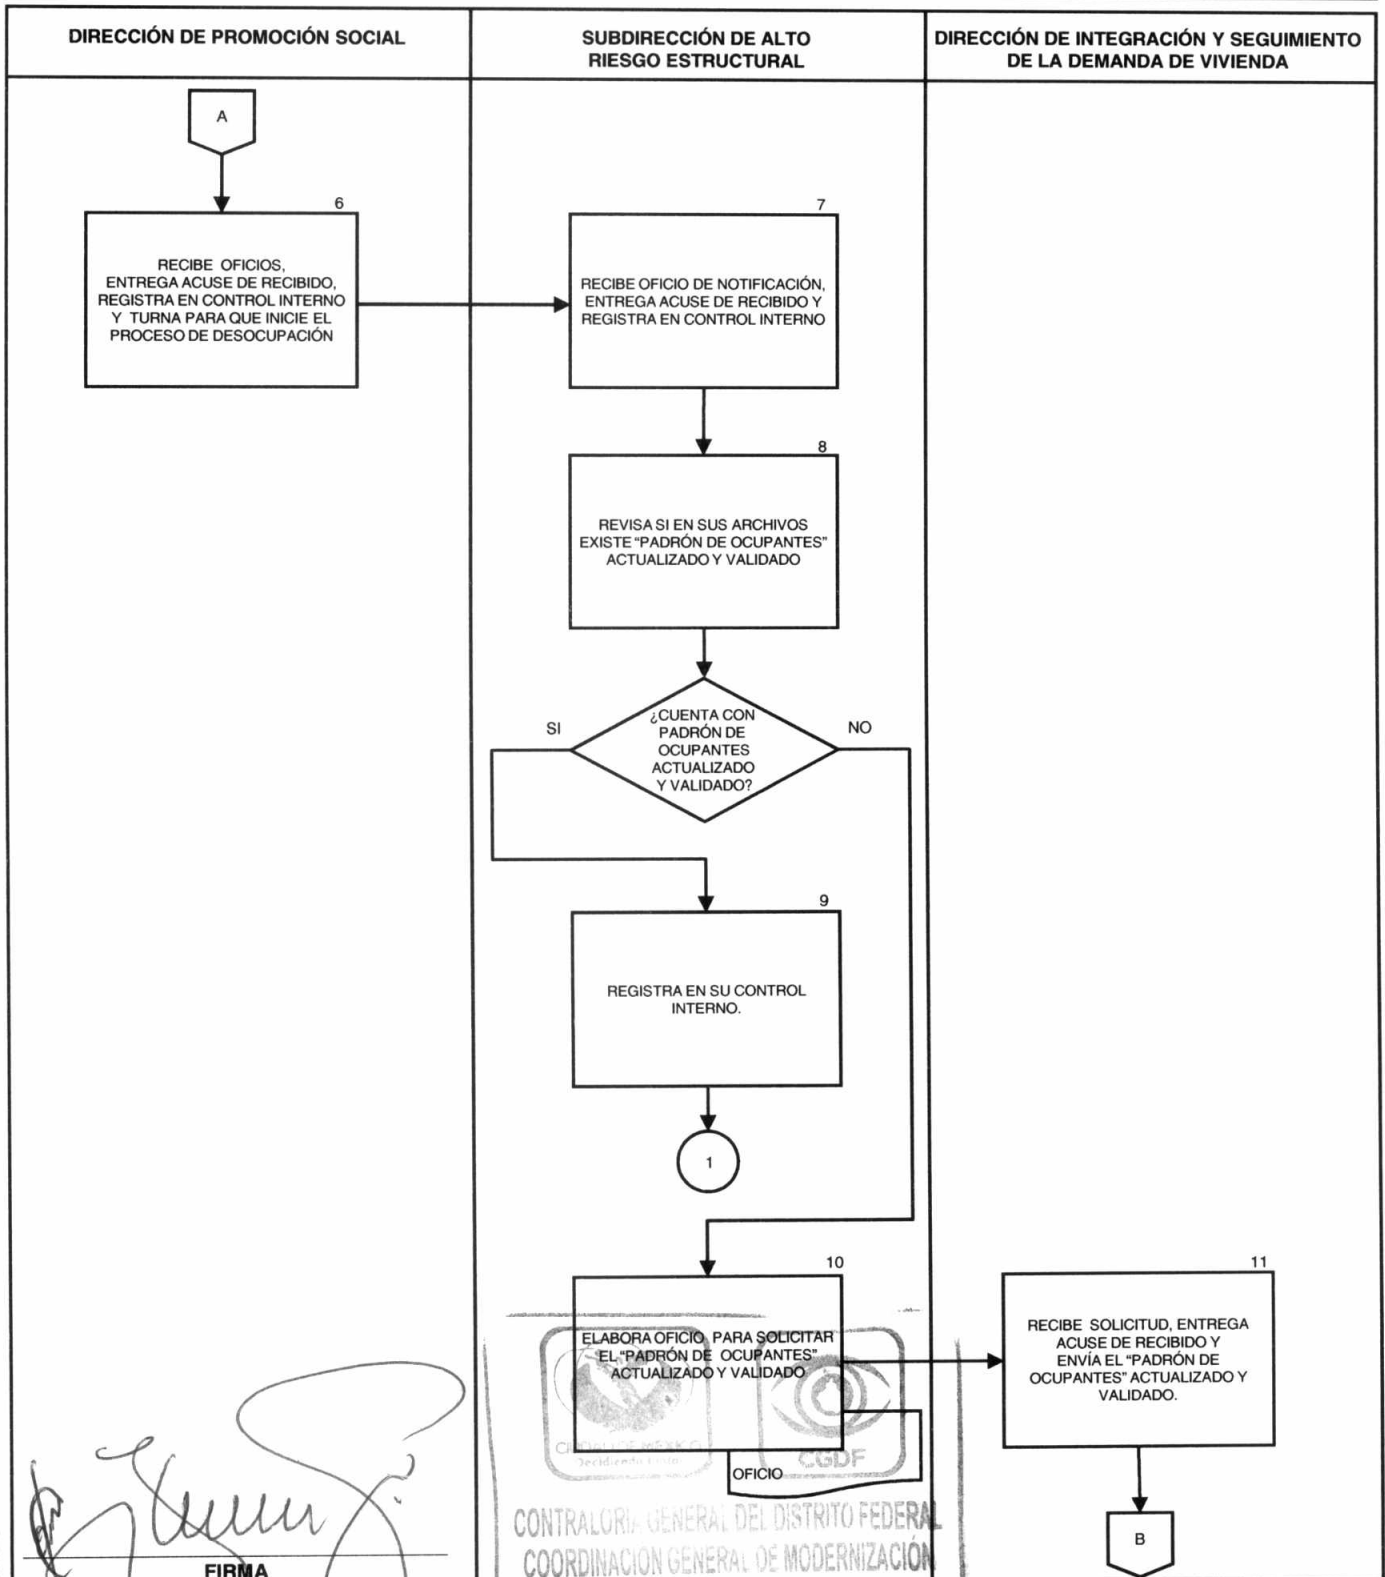 DIRECCIÓN DE PROMOCIÓN SOCIAL
SUBDIRECCIÓN DE ALTO
RIESGO ESTRUCTURAL
DIRECCIÓN DE INTEGRACIÓN Y SEGUIMIENTO
DE LA DEMANDA DE VIVIENDA
A
6
RECIBE OFICIOS,
ENTREGA ACUSE DE RECIBIDO,
REGISTRA EN CONTROL INTERNO
Y TURNA PARA QUE INICIE EL
PROCESO DE DESOCUPACIÓN
7
RECIBE OFICIO DE NOTIFICACIÓN,
ENTREGA ACUSE DE RECIBIDO Y
REGISTRA EN CONTROL INTERNO
8
REVISA SI EN SUS ARCHIVOS
EXISTE "PADRÓN DE OCUPANTES"
ACTUALIZADO Y VALIDADO
¿CUENTA CON
PADRÓN DE
OCUPANTES
ACTUALIZADO
Y VALIDADO?
SI
NO
9
REGISTRA EN SU CONTROL
INTERNO.
1
10
ELABORA OFICIO PARA SOLICITAR
EL "PADRÓN DE OCUPANTES"
ACTUALIZADO Y VALIDADO
OFICIO
11
RECIBE SOLICITUD, ENTREGA
ACUSE DE RECIBIDO Y
ENVÍA EL "PADRÓN DE
OCUPANTES" ACTUALIZADO Y
VALIDADO.
B
CIUDAD DE MÉXICO
CGDF
CONTRALORÍA GENERAL DEL DISTRITO FEDERAL
COORDINACIÓN GENERAL DE MODERNIZACIÓN
FIRMA